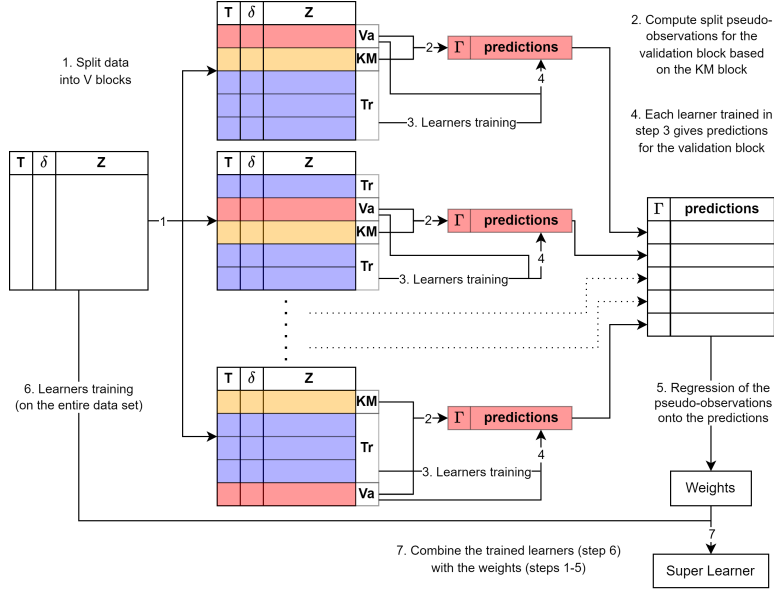 T δ Z
Va
KM
Tr
2
Γ predictions
4
3. Learners training
1. Split data
into V blocks
2. Compute split pseudo-
observations for the
validation block based
on the KM block
4. Each learner trained in
step 3 gives predictions
for the validation block
T δ Z
1
T δ Z
Tr
Va
KM
Tr
2
Γ predictions
4
3. Learners training
Γ predictions
6. Learners training
(on the entire data set)
T δ Z
KM
Tr
Va
2
Γ predictions
4
3. Learners training
5. Regression of the
pseudo-observations
onto the predictions
Weights
7
7. Combine the trained learners (step 6)
with the weights (steps 1-5)
Super Learner